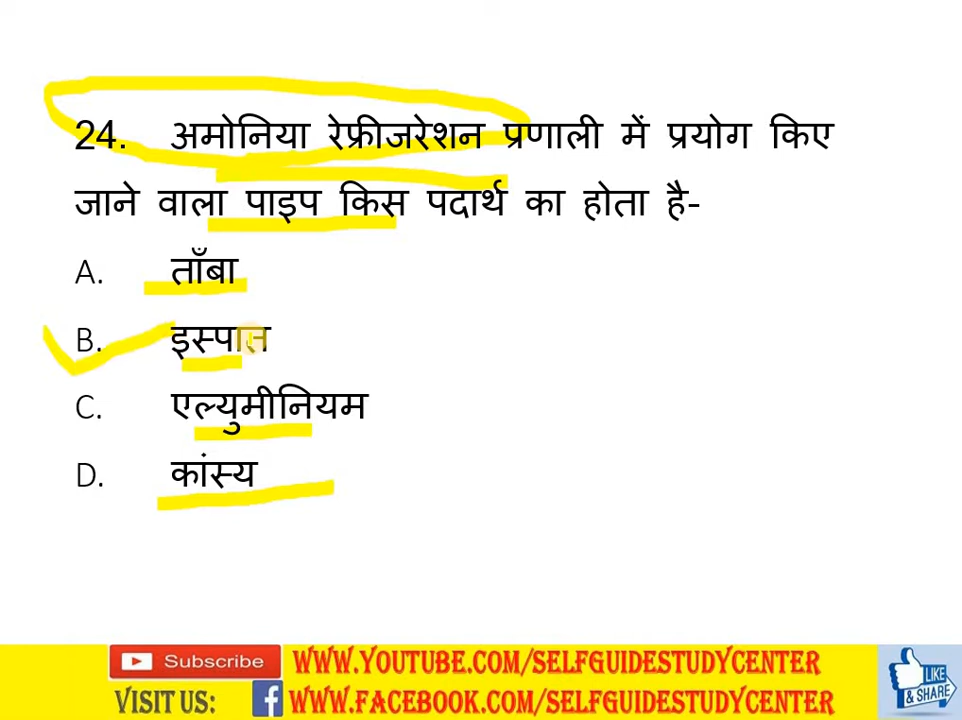 24. अमोनिया रेफ्रीजरेशन प्रणाली में प्रयोग किए
जाने वाला पाइप किस पदार्थ का होता है-
A. ताँबा
B. इस्पात
C. एल्युमीनियम
D. कांस्य
Subscribe WWW.YOUTUBE.COM/SELFGUIDESTUDYCENTER
VISIT US: f WWW.FACEBOOK.COM/SELFGUIDESTUDYCENTER
LIKE
& SHARE